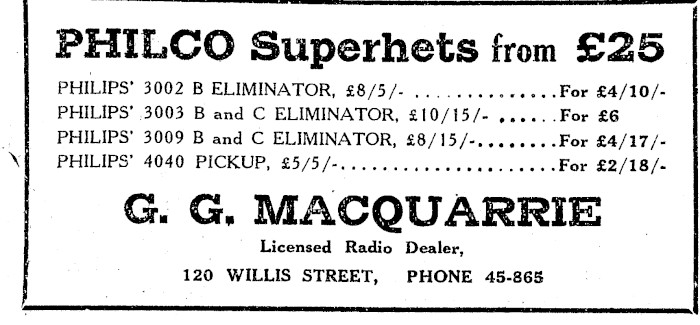 PHILCO Superhets from £25
PHILIPS' 3002 B ELIMINATOR, £8/5/- ..............For £4/10/-
PHILIPS' 3003 B and C ELIMINATOR, £10/15/- ......For £6
PHILIPS' 3009 B and C ELIMINATOR, £8/15/-........For £4/17/-
PHILIPS' 4040 PICKUP, £5/5/-......................For £2/18/-
G. G. MACQUARRIE
Licensed Radio Dealer,
120 WILLIS STREET, PHONE 45-865